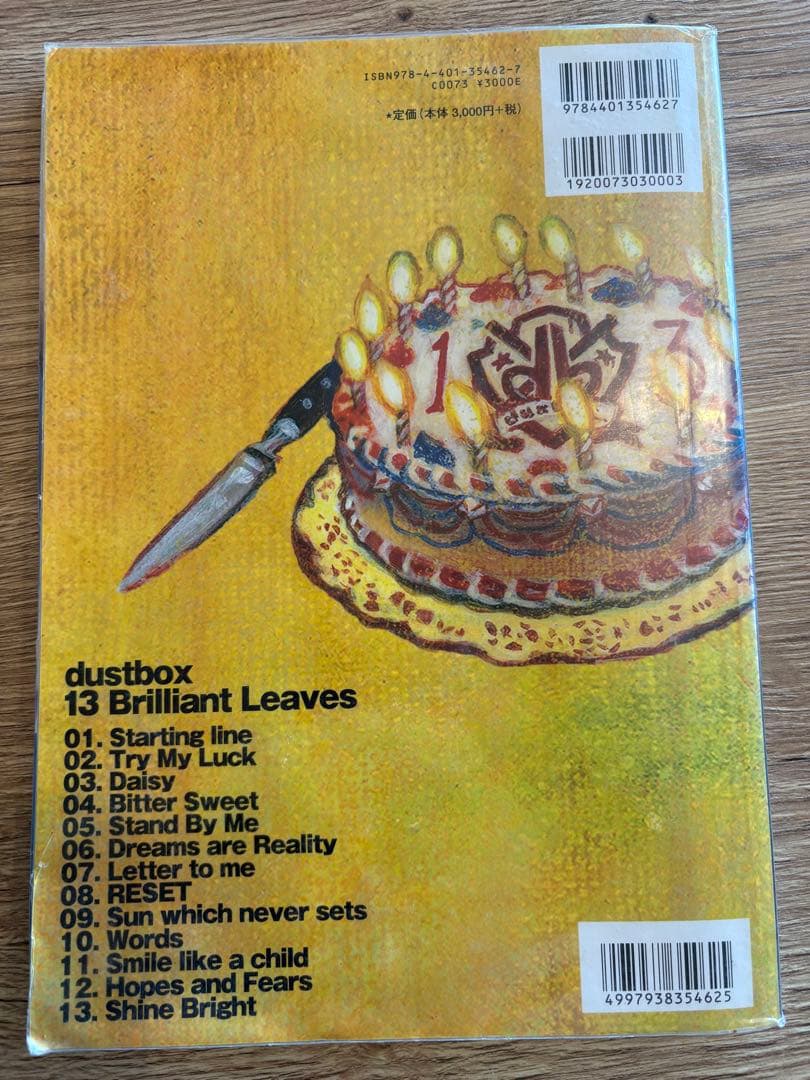 ISBN978-4-401-35462-7
C0073 ¥3000E
*定価(本体 3,000円+税)
9784401354627
1920073030003
1
3
db
dustbox
13 Brilliant Leaves
01. Starting line
02. Try My Luck
03. Daisy
04. Bitter Sweet
05. Stand By Me
06. Dreams are Reality
07. Letter to me
08. RESET
09. Sun which never sets
10. Words
11. Smile like a child
12. Hopes and Fears
13. Shine Bright
4997938354625